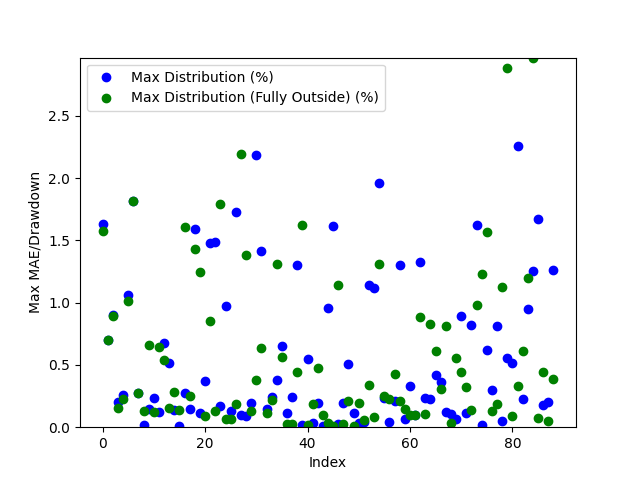 Max Distribution (%)
Max Distribution (Fully Outside) (%)
2.5
2.0
1.5
1.0
0.5
0.0
Max MAE/Drawdown
0 20 40 60 80
Index